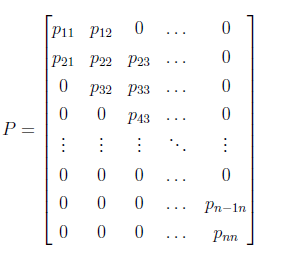 p₁₁ p₁₂ 0 … 0
p₂₁ p₂₂ p₂₃ … 0
0 p₃₂ p₃₃ … 0
P = 0 0 p₄₃ … 0
⋮ ⋮ ⋮ ⋱ ⋮
0 0 0 … 0
0 0 0 … pₙ₋₁ₙ
0 0 0 … pₙₙ